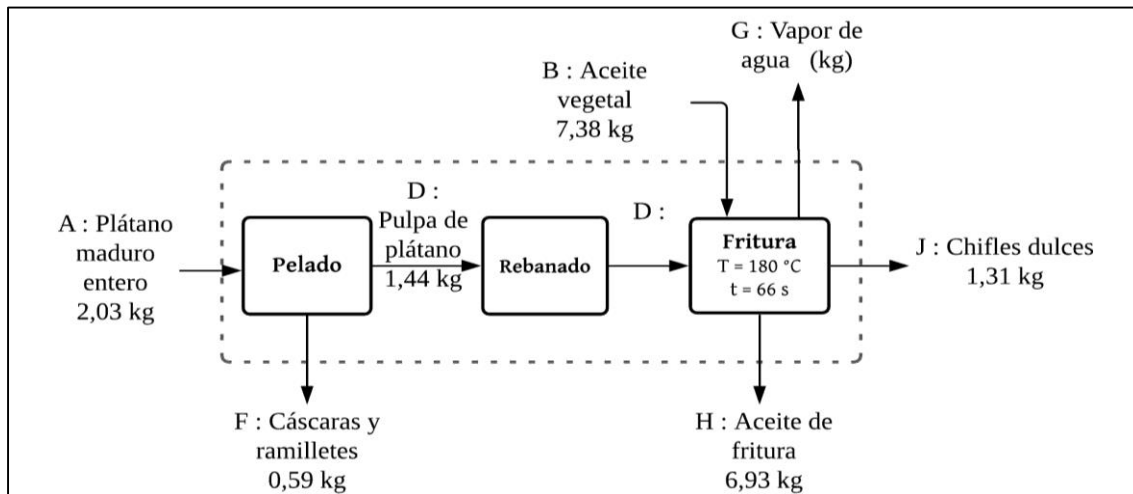 G : Vapor de
agua (kg)
B : Aceite
vegetal
7,38 kg
A : Plátano
maduro
entero
2,03 kg
Pelado
D :
Pulpa de
plátano
1,44 kg
Rebanado
D :
Fritura
T = 180 °C
t = 66 s
J : Chifles dulces
1,31 kg
F : Cáscaras y
ramilletes
0,59 kg
H : Aceite de
fritura
6,93 kg